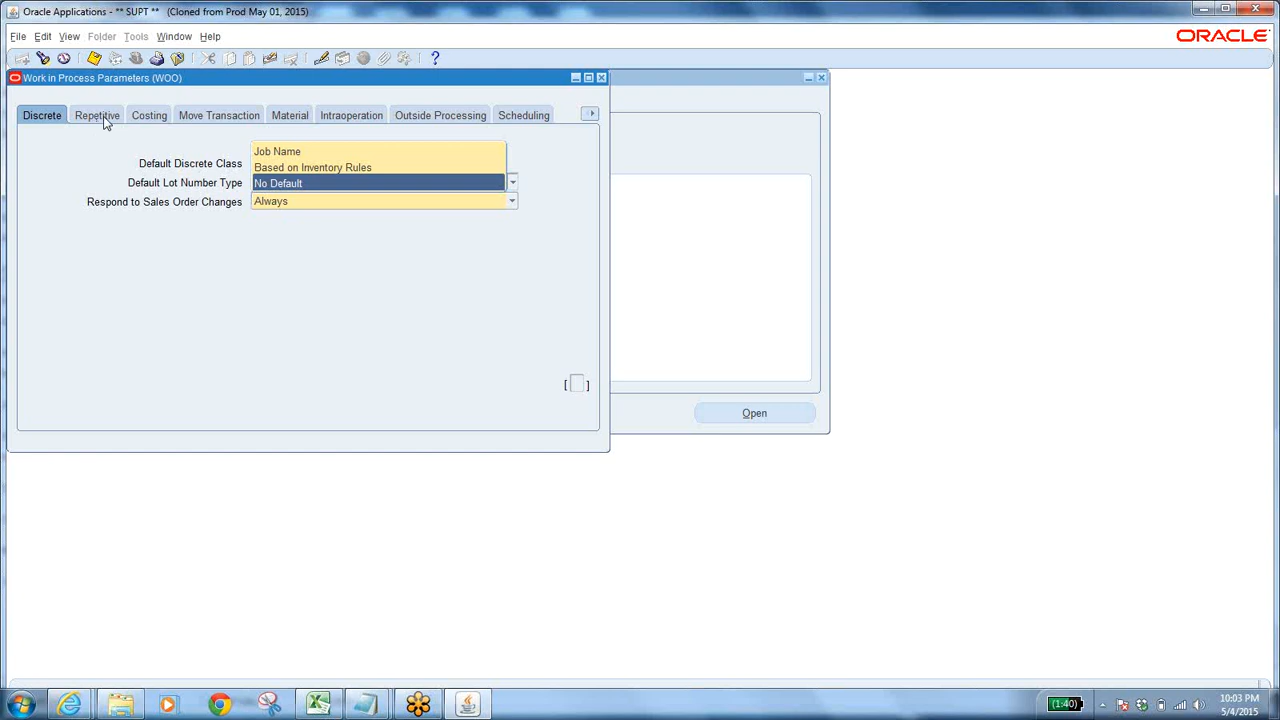 Oracle Applications - ** SUPT ** (Cloned from Prod May 01, 2015)
File Edit View Folder Tools Window Help
ORACLE
Work in Process Parameters (WOO)
Discrete Repetitive Costing Move Transaction Material Intraoperation Outside Processing Scheduling
Job Name
Default Discrete Class
Based on Inventory Rules
Default Lot Number Type No Default
Respond to Sales Order Changes Always
[ ]
Open
(1:40)
10:03 PM
5/4/2015